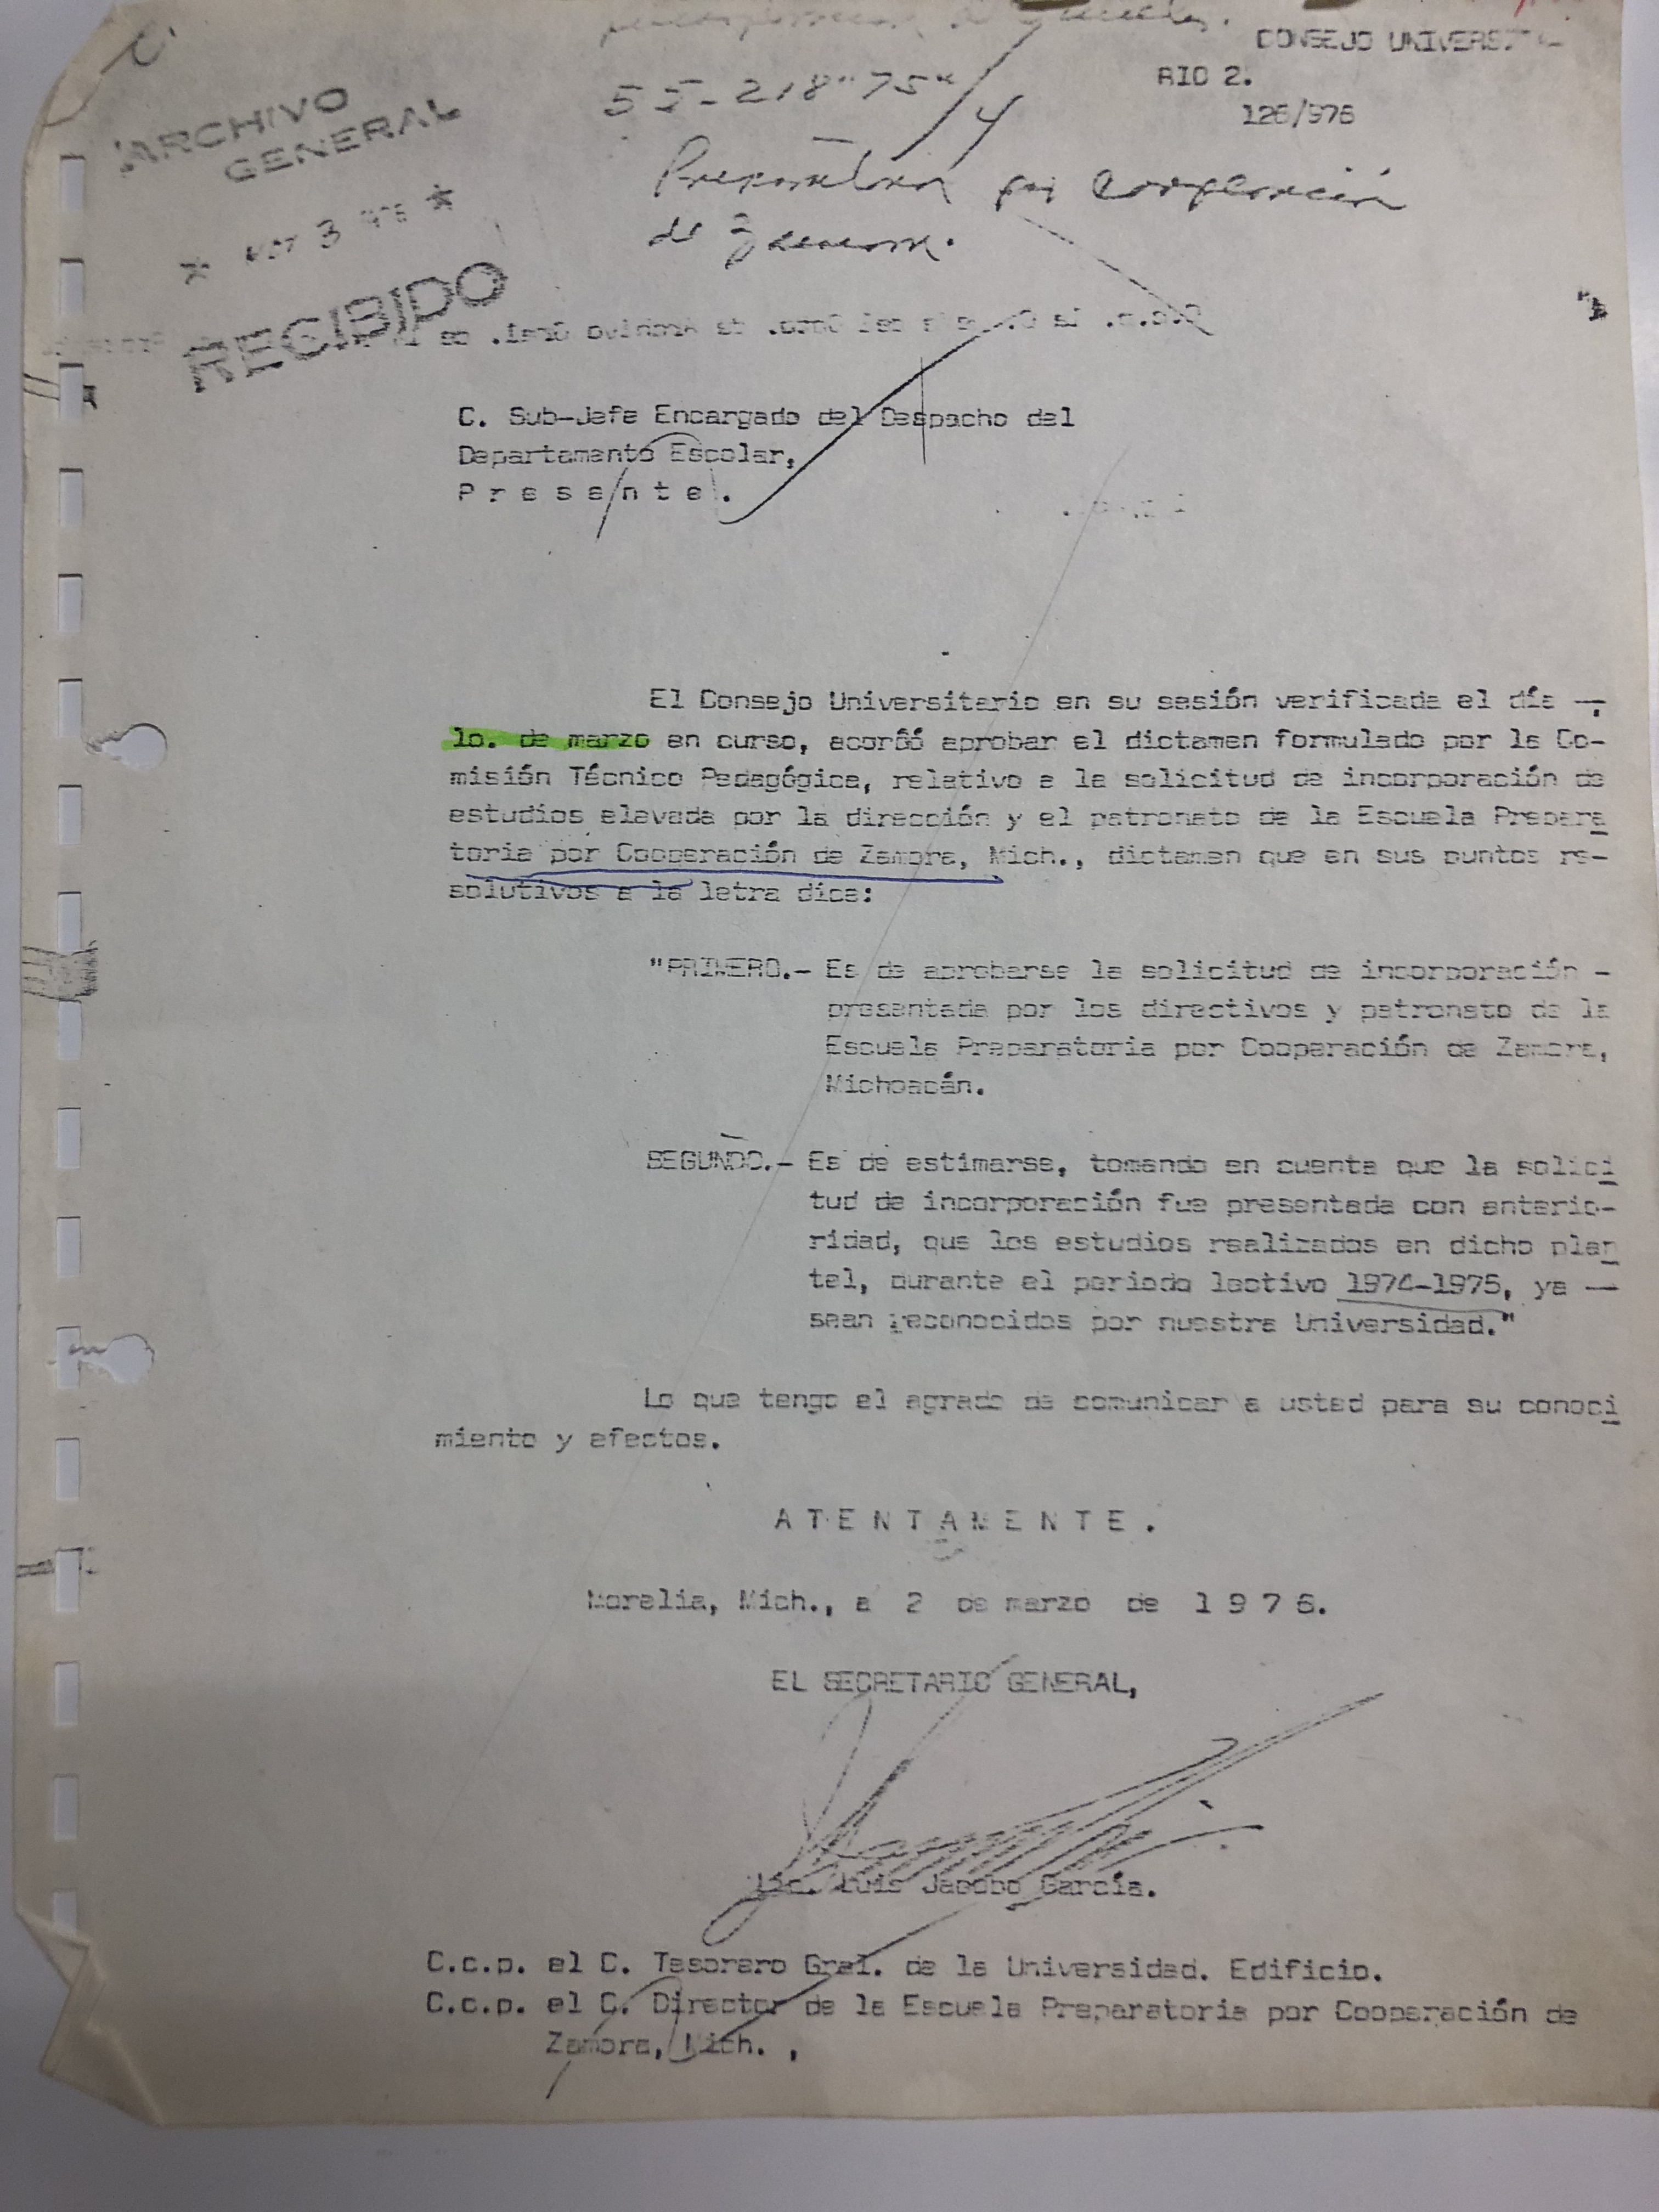 CONSEJO UNIVERSITA-
RIO 2.
126/976
55-218"75"
4
Preparatoria por Cooperación
de Zamora.
ARCHIVO
GENERAL
* 3 *
RECIBIDO
C. Sub-Jefe Encargado del Despacho del
Departamento Escolar,
P r e s e n t e .
El Consejo Universitario en su sesión verificada el día —
1o. de marzo en curso, acordó aprobar el dictamen formulado por la Co-
misión Técnico Pedagógica, relativo a la solicitud de incorporación de
estudios elevada por la dirección y el patronato de la Escuela Prepara
toria por Cooperación de Zamora, Mich., dictamen que en sus puntos re-
solutivos a la letra dice:
"PRIMERO.- Es de aprobarse la solicitud de incorporación -
presentada por los directivos y patronato de la
Escuela Preparatoria por Cooperación de Zamora,
Michoacán.
SEGUNDO.- Es de estimarse, tomando en cuenta que la solici
tud de incorporación fue presentada con anterio-
ridad, que los estudios realizados en dicho plan
tel, durante el periodo lectivo 1974-1975, ya —
sean reconocidos por nuestra Universidad."
Lo que tengo el agrado de comunicar a usted para su conoci
miento y efectos.
A T E N T A M E N T E .
Morelia, Mich., a 2 de marzo de 1 9 7 6.
EL SECRETARIO GENERAL,
Lic. Luis Jacobo García.
C.c.p. el C. Tesorero Gral. de la Universidad. Edificio.
C.c.p. el C. Director de la Escuela Preparatoria por Cooperación de
Zamora, Mich. ,